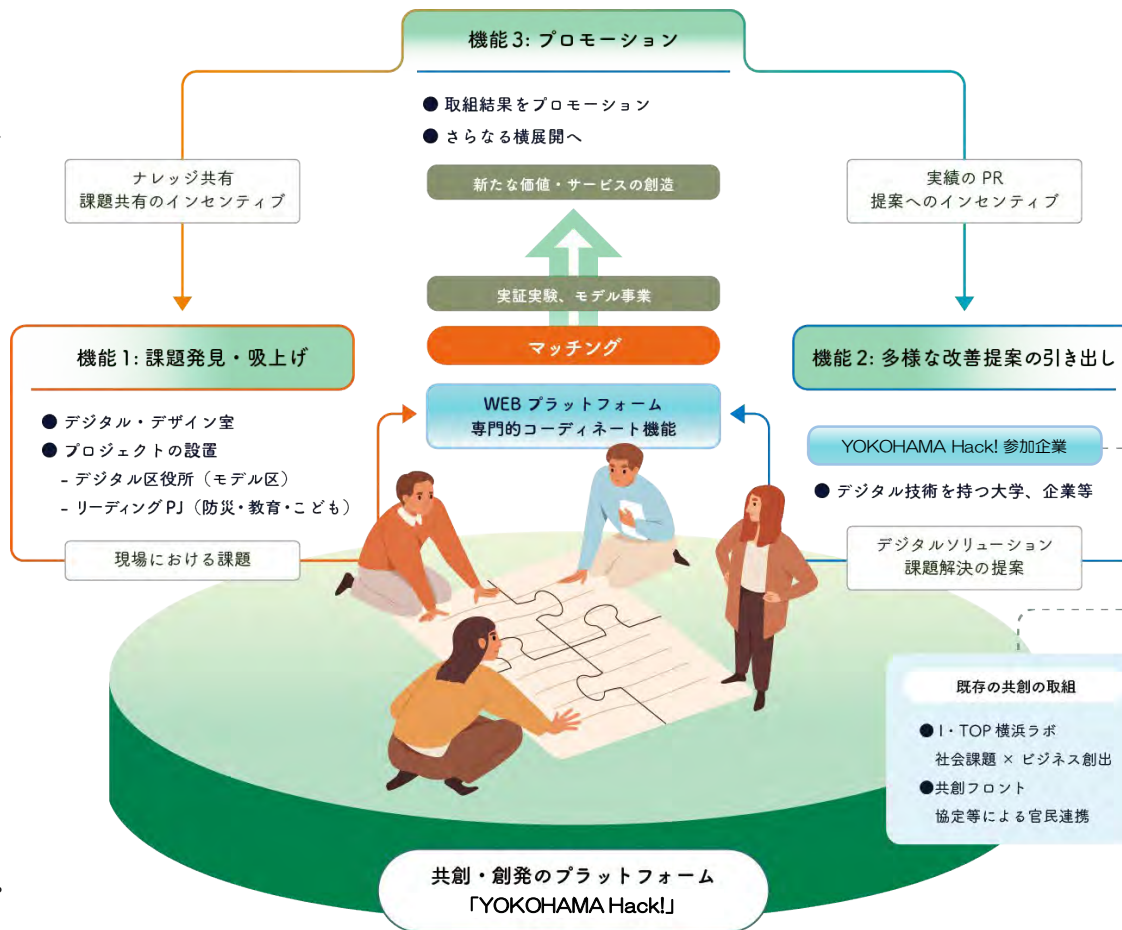 機能3: プロモーション
● 取組結果をプロモーション
● さらなる横展開へ
ナレッジ共有
課題共有のインセンティブ
新たな価値・サービスの創造
実績の PR
提案へのインセンティブ
実証実験、モデル事業
マッチング
機能1: 課題発見・吸上げ
機能2: 多様な改善提案の引き出し
WEB プラットフォーム
専門的コーディネート機能
● デジタル・デザイン室
● プロジェクトの設置
- デジタル区役所（モデル区）
- リーディング PJ（防災・教育・こども）
現場における課題
YOKOHAMA Hack! 参加企業
● デジタル技術を持つ大学、企業等
デジタルソリューション
課題解決の提案
既存の共創の取組
● I・TOP 横浜ラボ
社会課題 × ビジネス創出
● 共創フロント
協定等による官民連携
共創・創発のプラットフォーム
「YOKOHAMA Hack!」